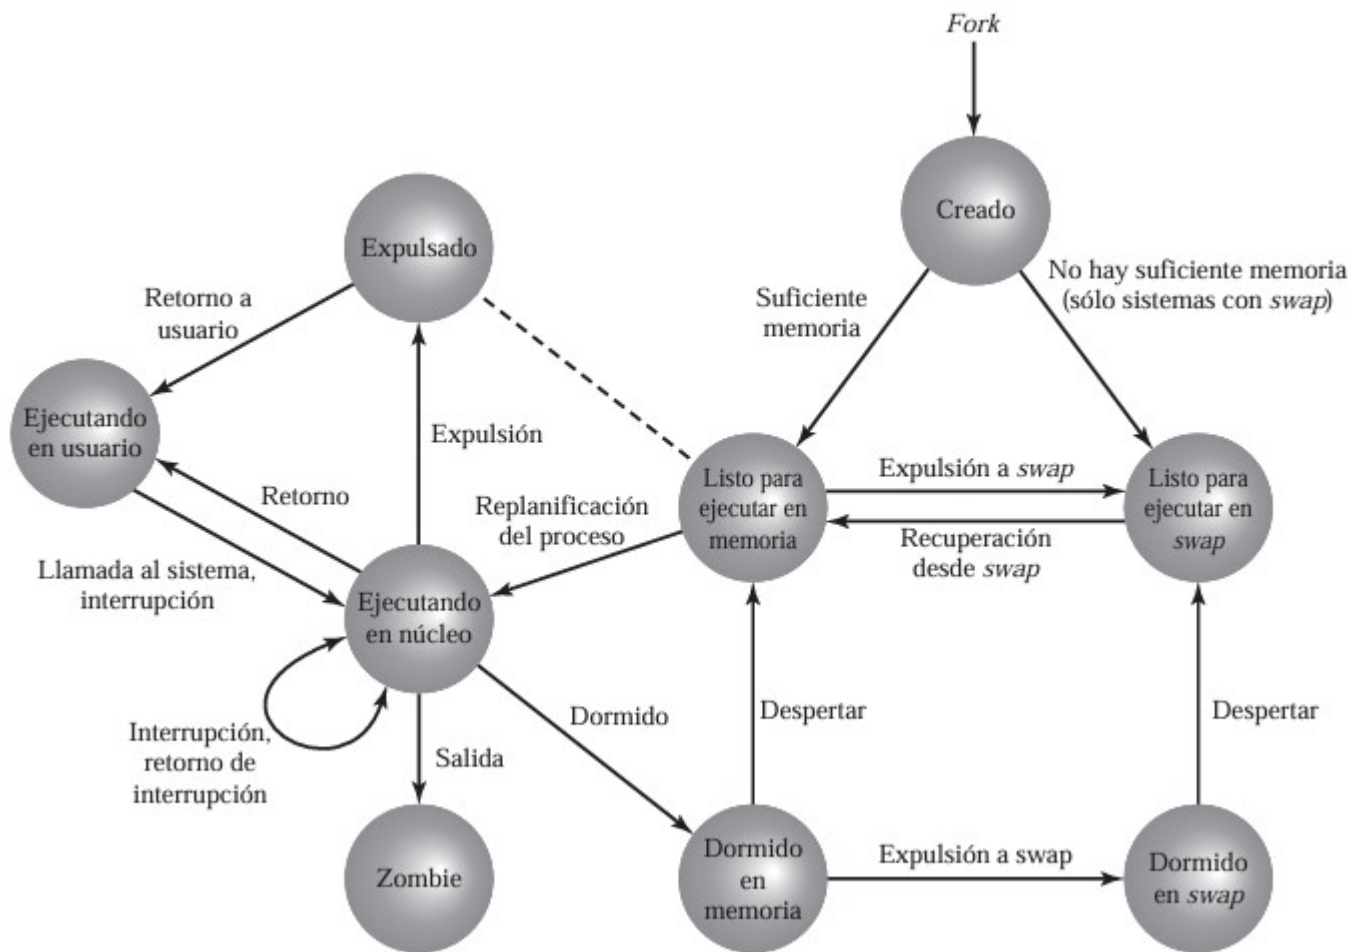 Fork
Creado
Expulsado
No hay suficiente memoria
(sólo sistemas con swap)
Suficiente
memoria
Retorno a
usuario
Ejecutando
en usuario
Expulsión
Listo para
ejecutar en
memoria
Expulsión a swap
Listo para
ejecutar en
swap
Retorno
Replanificación
del proceso
Recuperación
desde swap
Llamada al sistema,
interrupción
Ejecutando
en núcleo
Interrupción,
retorno de
interrupción
Dormido
Despertar
Despertar
Salida
Zombie
Dormido
en
memoria
Expulsión a swap
Dormido
en swap